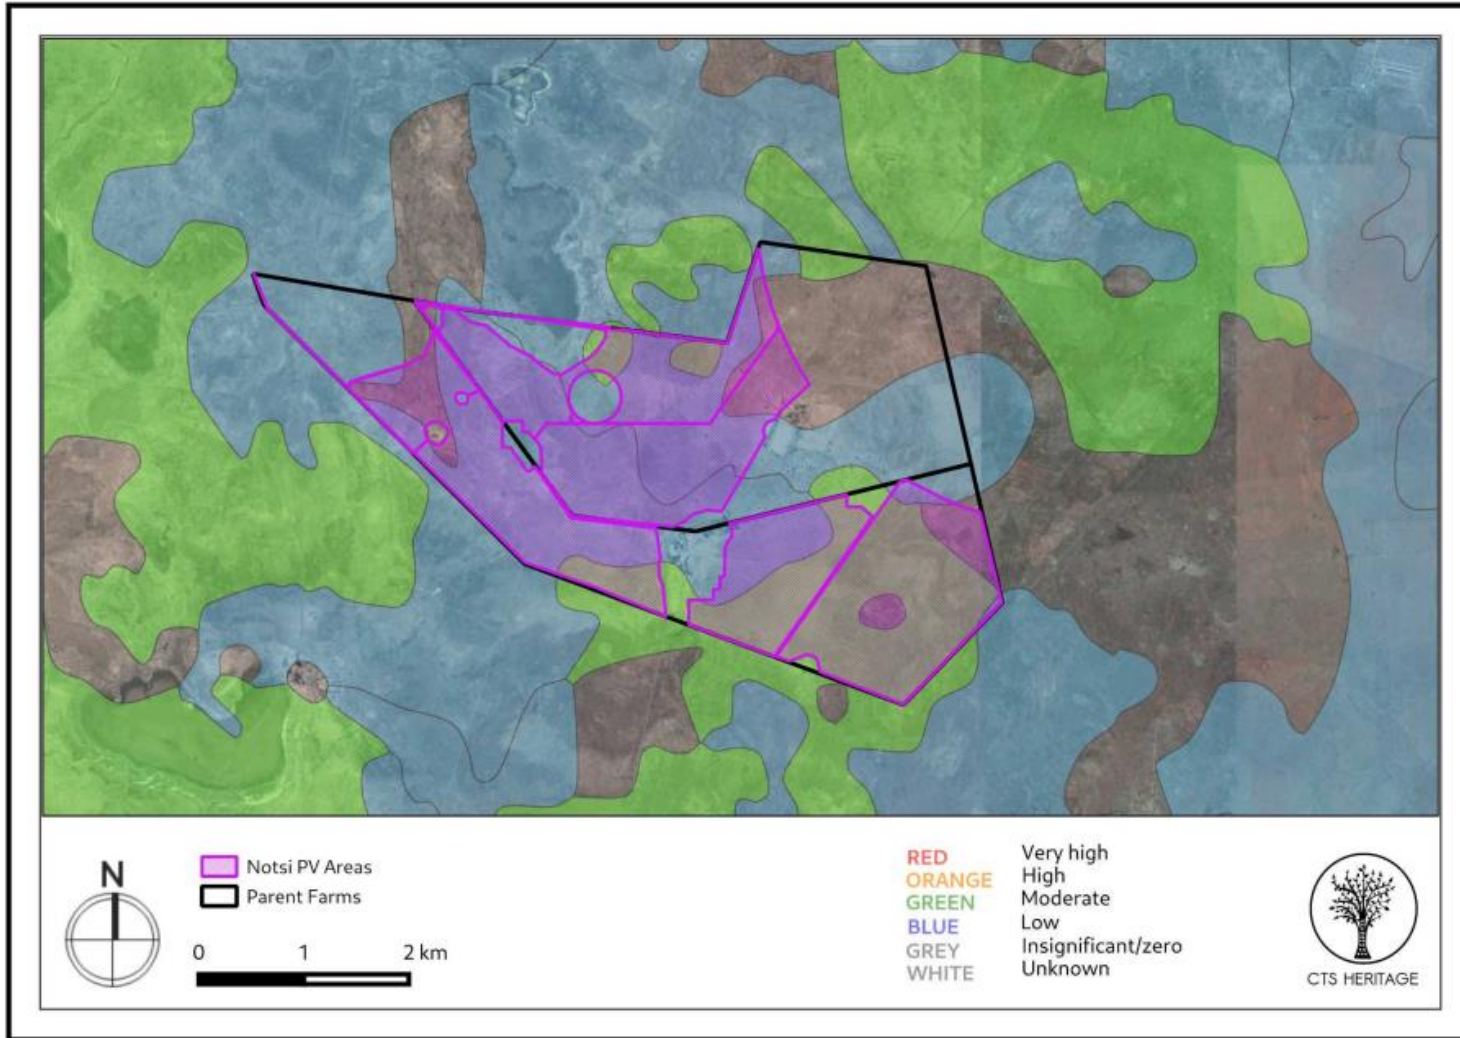 N
Notsi PV Areas
Parent Farms
0 1 2 km
RED Very high
ORANGE High
GREEN Moderate
BLUE Low
GREY Insignificant/zero
WHITE Unknown
CTS HERITAGE